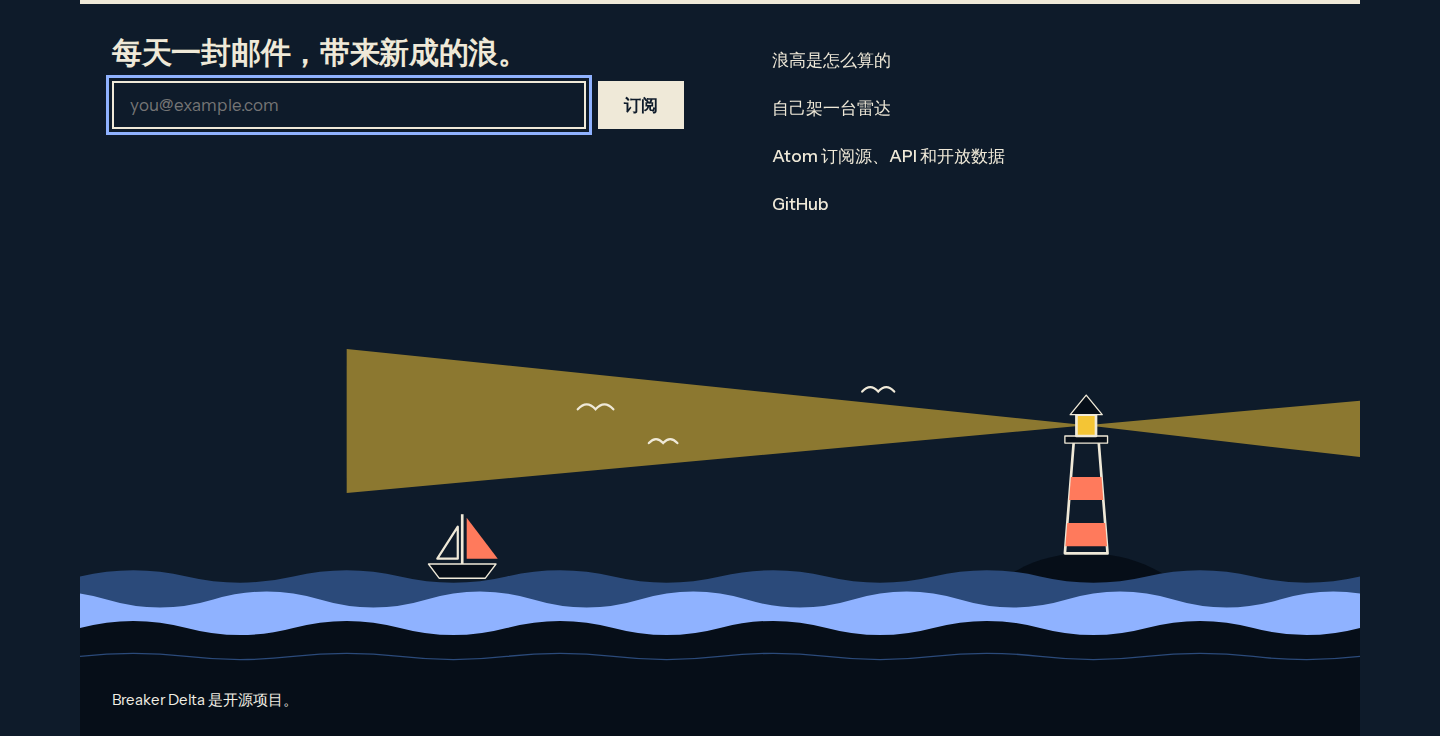 每天一封邮件，带来新成的浪。
you@example.com
订阅
浪高是怎么算的
自己架一台雷达
Atom 订阅源、API 和开放数据
GitHub
Breaker Delta 是开源项目。